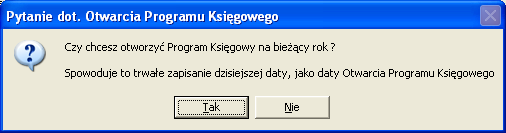 Pytanie dot. Otwarcia Programu Księgowego
Czy chcesz otworzyć Program Księgowy na bieżący rok ?
Spowoduje to trwałe zapisanie dzisiejszej daty, jako daty Otwarcia Programu Księgowego
Tak
Nie